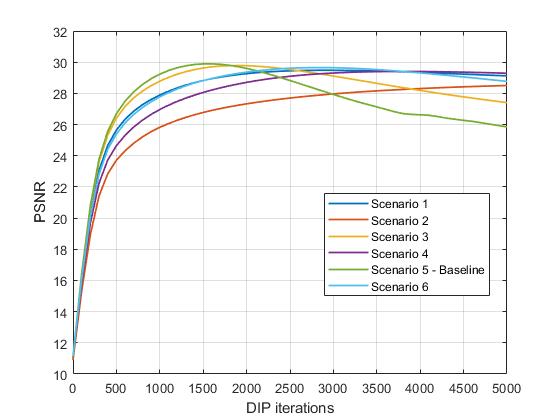 32
30
28
26
24
22
20
18
16
14
12
10
PSNR
Scenario 1
Scenario 2
Scenario 3
Scenario 4
Scenario 5 - Baseline
Scenario 6
0 500 1000 1500 2000 2500 3000 3500 4000 4500 5000
DIP iterations